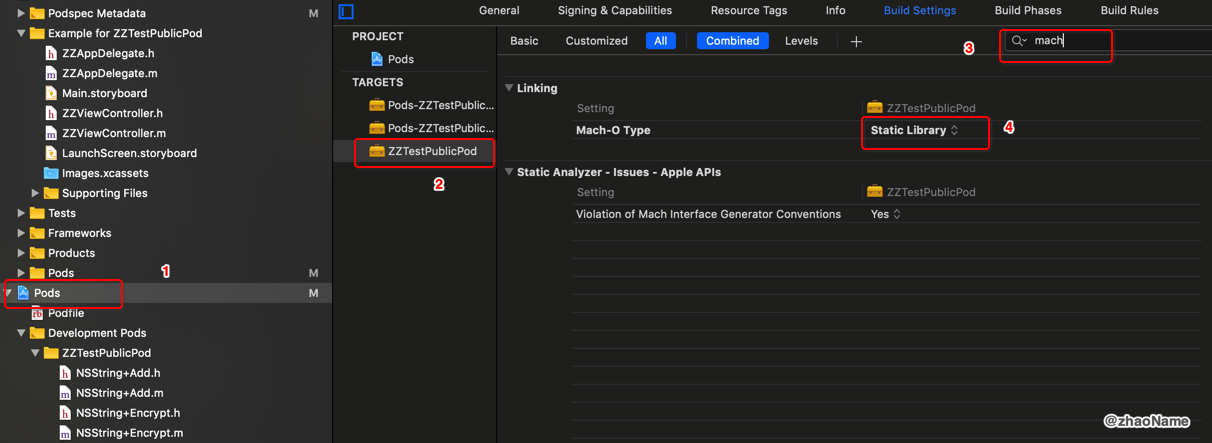 Podspec Metadata M
Example for ZZTestPublicPod
ZZAppDelegate.h
ZZAppDelegate.m
Main.storyboard
ZZViewController.h
ZZViewController.m
LaunchScreen.storyboard
Images.xcassets
Supporting Files
Tests
Frameworks
Products
Pods M
1
Pods M
Podfile
Development Pods
ZZTestPublicPod
NSString+Add.h
NSString+Add.m
NSString+Encrypt.h
NSString+Encrypt.m
General Signing & Capabilities Resource Tags Info Build Settings Build Phases Build Rules
PROJECT
Pods
TARGETS
Pods-ZZTestPublic...
Pods-ZZTestPublic...
ZZTestPublicPod
2
Basic Customized All Combined Levels
3
mach
Linking
Setting ZZTestPublicPod
Mach-O Type Static Library
4
Static Analyzer - Issues - Apple APIs
Setting ZZTestPublicPod
Violation of Mach Interface Generator Conventions Yes
@zhaoName